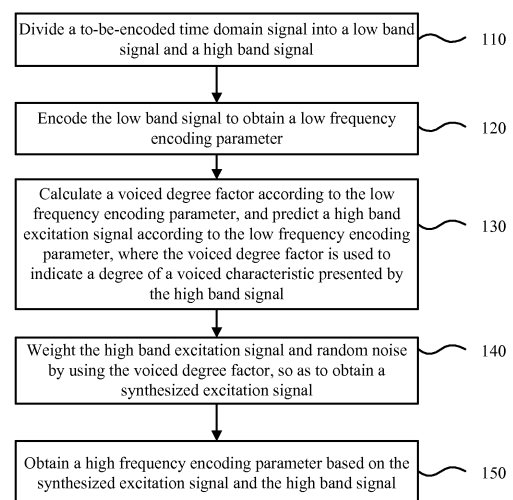 Divide a to-be-encoded time domain signal into a low band
signal and a high band signal
110
Encode the low band signal to obtain a low frequency
encoding parameter
120
Calculate a voiced degree factor according to the low
frequency encoding parameter, and predict a high band
excitation signal according to the low frequency encoding
parameter, where the voiced degree factor is used to
indicate a degree of a voiced characteristic presented by
the high band signal
130
Weight the high band excitation signal and random noise
by using the voiced degree factor, so as to obtain a
synthesized excitation signal
140
Obtain a high frequency encoding parameter based on the
synthesized excitation signal and the high band signal
150